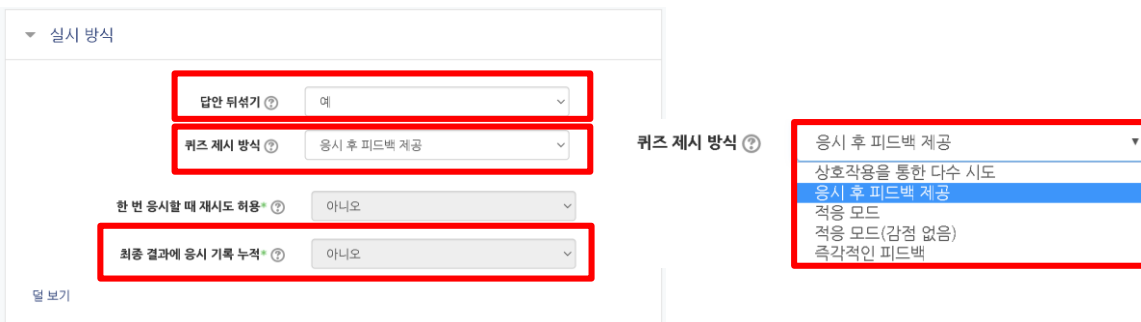 실시 방식
답안 뒤섞기 예
퀴즈 제시 방식 응시 후 피드백 제공
한 번 응시할 때 재시도 허용* 아니오
최종 결과에 응시 기록 누적* 아니오
덜 보기
퀴즈 제시 방식 응시 후 피드백 제공
상호작용을 통한 다수 시도
응시 후 피드백 제공
적응 모드
적응 모드(감점 없음)
즉각적인 피드백